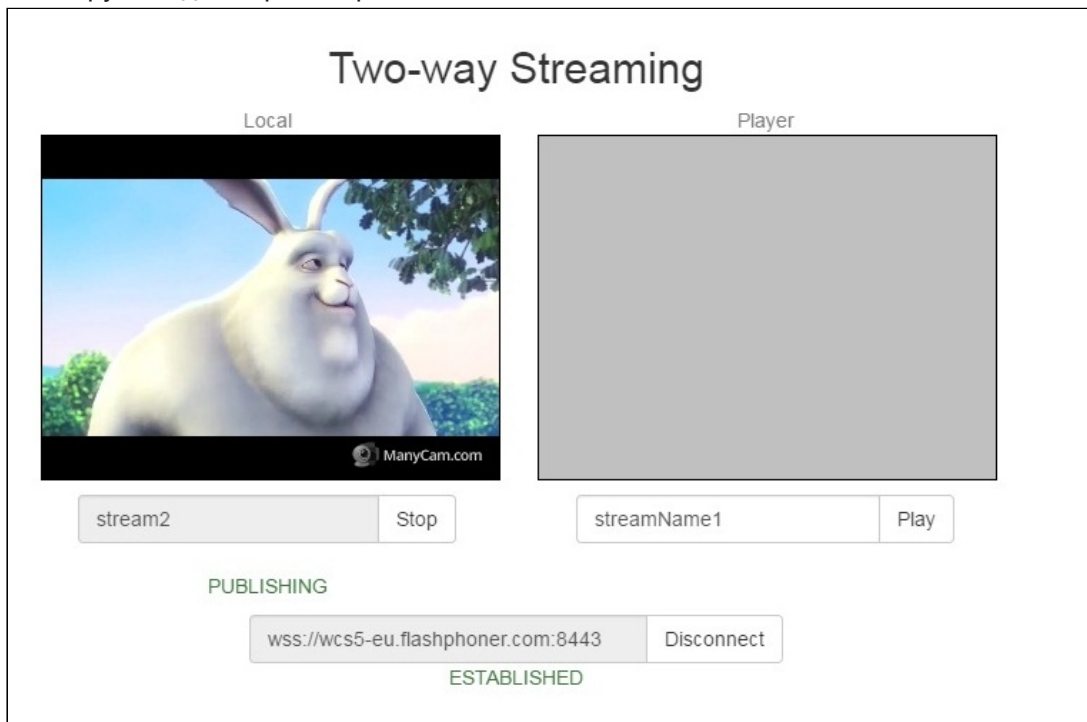 Two-way Streaming
Local
Player
ManyCam.com
stream2
Stop
streamName1
Play
PUBLISHING
wss://wcs5-eu.flashphoner.com:8443
Disconnect
ESTABLISHED